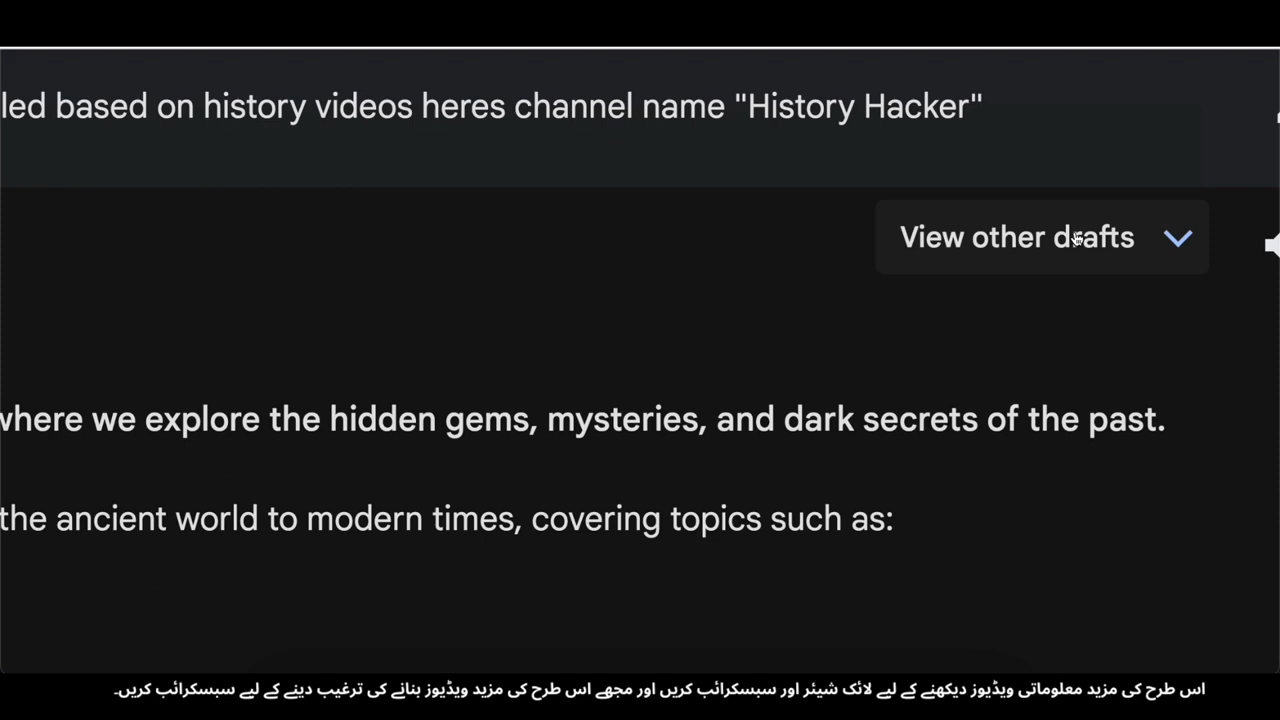 led based on history videos heres channel name "History Hacker"
View other drafts
where we explore the hidden gems, mysteries, and dark secrets of the past.
the ancient world to modern times, covering topics such as:
اس طرح کی مزید معلوماتی ویڈیوز دیکھنے کے لیے لائک شیئر اور سبسکرائب کریں اور مجھے اس طرح کی مزید ویڈیوز بنانے کی ترغیب دینے کے لیے سبسکرائب کریں۔